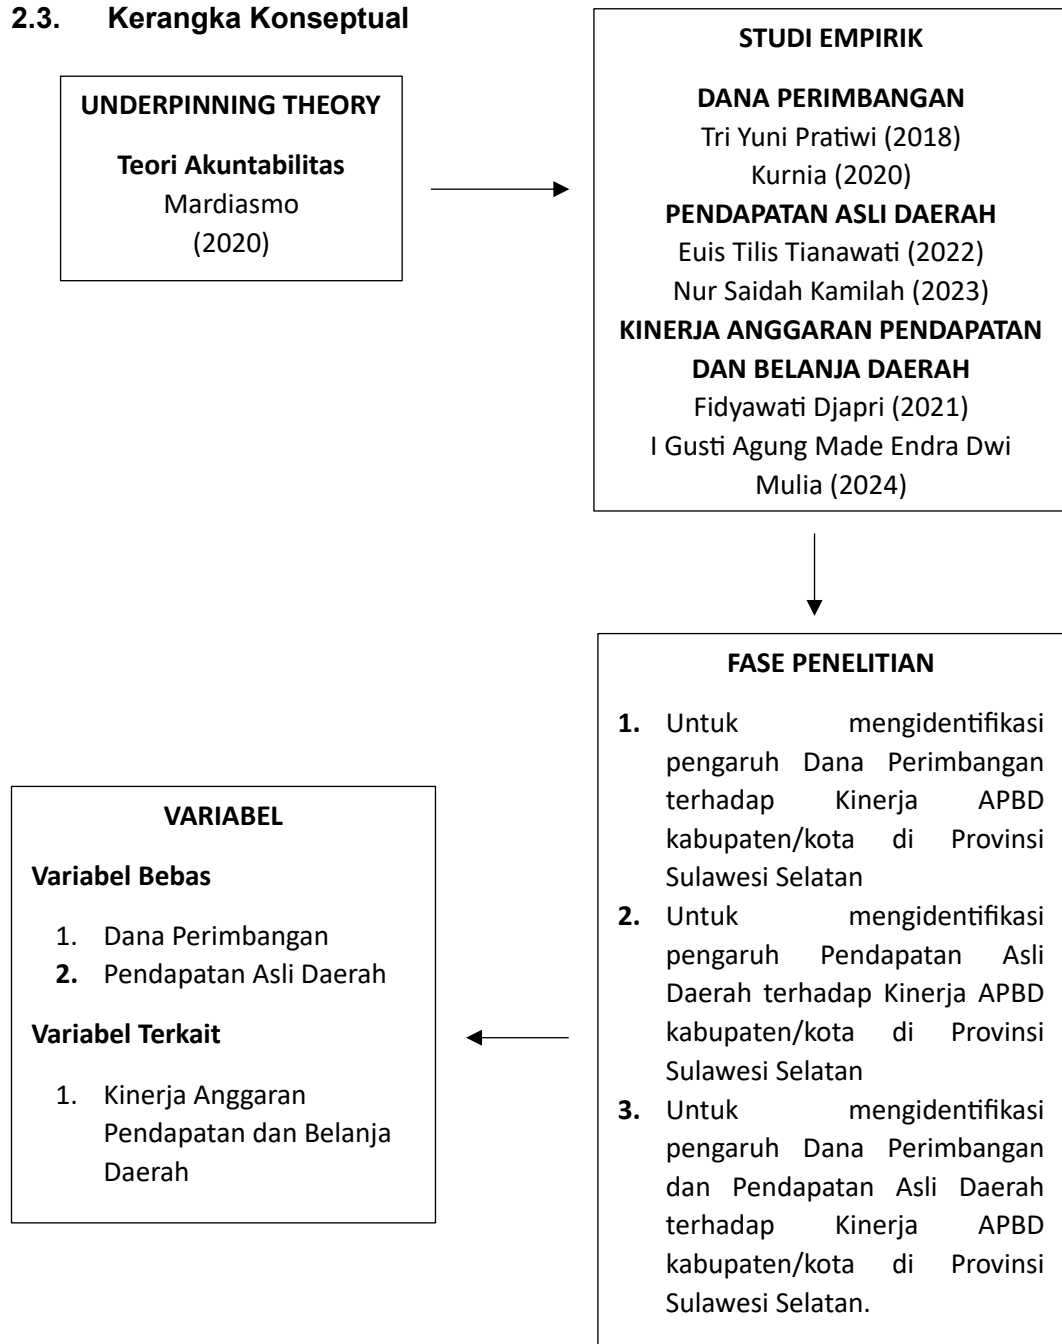 2.3. Kerangka Konseptual
UNDERPINNING THEORY
Teori Akuntabilitas
Mardiasmo
(2020)
STUDI EMPIRIK
DANA PERIMBANGAN
Tri Yuni Pratiwi (2018)
Kurnia (2020)
PENDAPATAN ASLI DAERAH
Euis Tilis Tianawati (2022)
Nur Saidah Kamilah (2023)
KINERJA ANGGARAN PENDAPATAN
DAN BELANJA DAERAH
Fidyawati Djapri (2021)
I Gusti Agung Made Endra Dwi
Mulia (2024)
FASE PENELITIAN
1. Untuk mengidentifikasi
pengaruh Dana Perimbangan
terhadap Kinerja APBD
kabupaten/kota di Provinsi
Sulawesi Selatan
2. Untuk mengidentifikasi
pengaruh Pendapatan Asli
Daerah terhadap Kinerja APBD
kabupaten/kota di Provinsi
Sulawesi Selatan
3. Untuk mengidentifikasi
pengaruh Dana Perimbangan
dan Pendapatan Asli Daerah
terhadap Kinerja APBD
kabupaten/kota di Provinsi
Sulawesi Selatan.
VARIABEL
Variabel Bebas
1. Dana Perimbangan
2. Pendapatan Asli Daerah
Variabel Terkait
1. Kinerja Anggaran
Pendapatan dan Belanja
Daerah